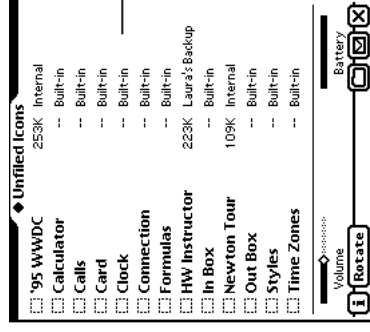 ◆Unfiled Icons
'95 WWDC 253K Internal
Calculator -- Built-in
Calls -- Built-in
Card -- Built-in
Clock -- Built-in
Connection -- Built-in
Formulas -- Built-in
HW Instructor 223K Laura's Backup
In Box -- Built-in
Newton Tour 109K Internal
Out Box -- Built-in
Styles -- Built-in
Time Zones -- Built-in
Volume Battery
i Rotate